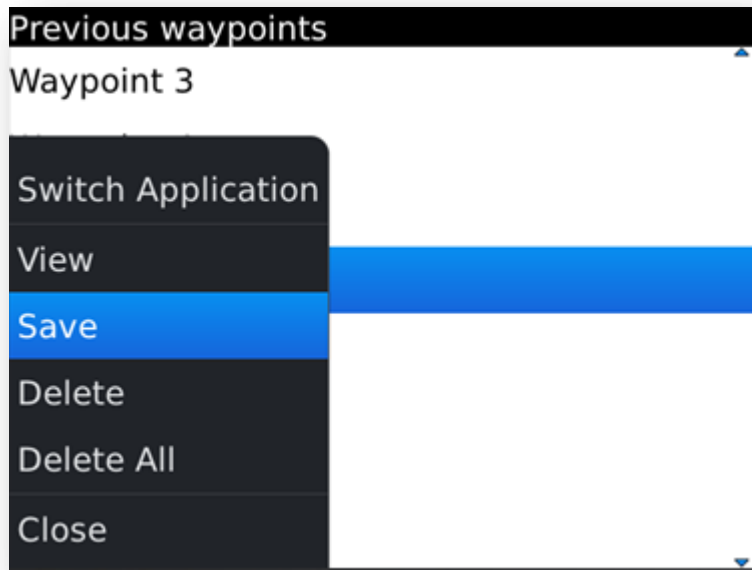 Previous waypoints
Waypoint 3
Switch Application
View
Save
Delete
Delete All
Close